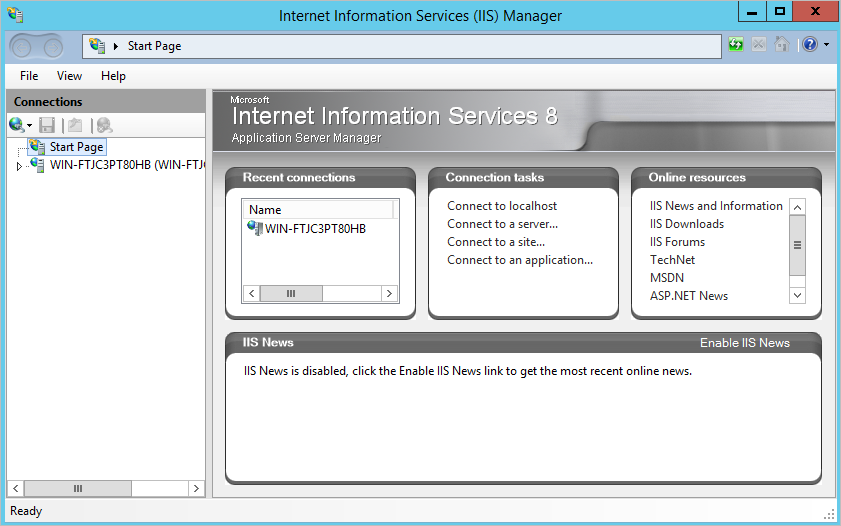 Internet Information Services (IIS) Manager
Start Page
File View Help
Connections
Start Page
WIN-FTJC3PT80HB (WIN-FTJ
Microsoft
Internet Information Services 8
Application Server Manager
Recent connections
Name
WIN-FTJC3PT80HB
Connection tasks
Connect to localhost
Connect to a server...
Connect to a site...
Connect to an application...
Online resources
IIS News and Information
IIS Downloads
IIS Forums
TechNet
MSDN
ASP.NET News
IIS News
Enable IIS News
IIS News is disabled, click the Enable IIS News link to get the most recent online news.
Ready